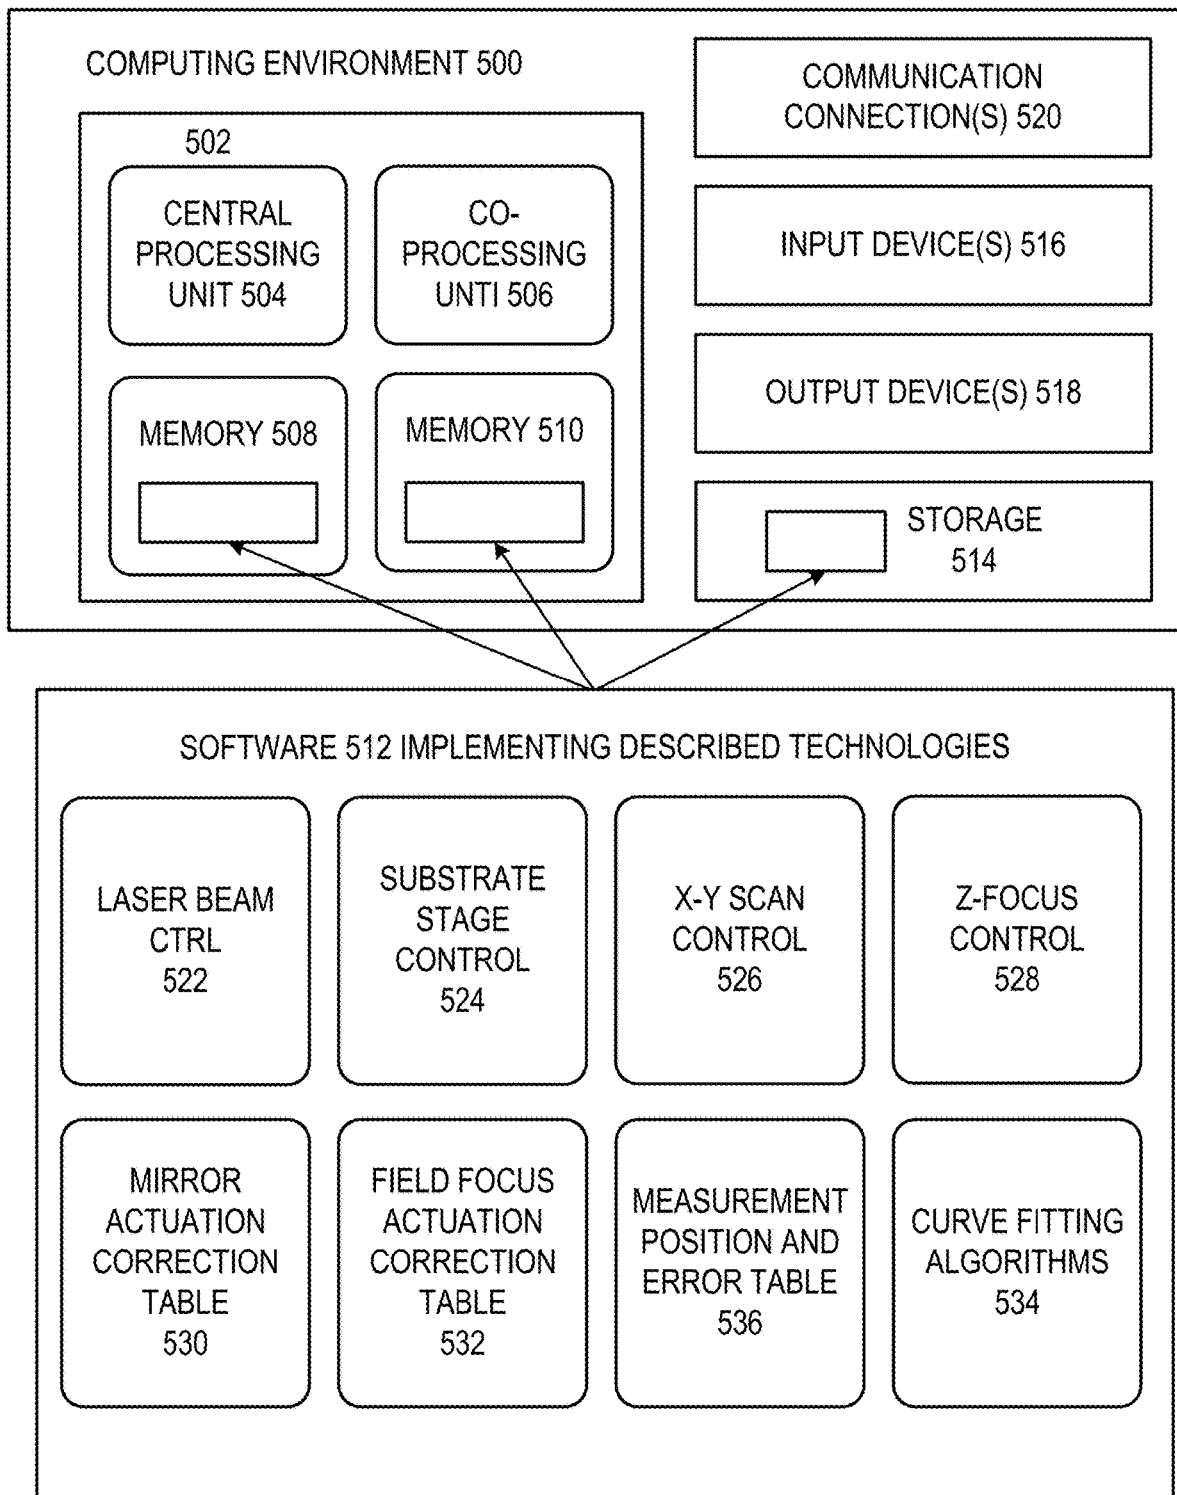 COMPUTING ENVIRONMENT 500
502
CENTRAL
PROCESSING
UNIT 504
CO-
PROCESSING
UNTI 506
MEMORY 508
MEMORY 510
COMMUNICATION
CONNECTION(S) 520
INPUT DEVICE(S) 516
OUTPUT DEVICE(S) 518
STORAGE
514
SOFTWARE 512 IMPLEMENTING DESCRIBED TECHNOLOGIES
LASER BEAM
CTRL
522
SUBSTRATE
STAGE
CONTROL
524
X-Y SCAN
CONTROL
526
Z-FOCUS
CONTROL
528
MIRROR
ACTUATION
CORRECTION
TABLE
530
FIELD FOCUS
ACTUATION
CORRECTION
TABLE
532
MEASUREMENT
POSITION AND
ERROR TABLE
536
CURVE FITTING
ALGORITHMS
534